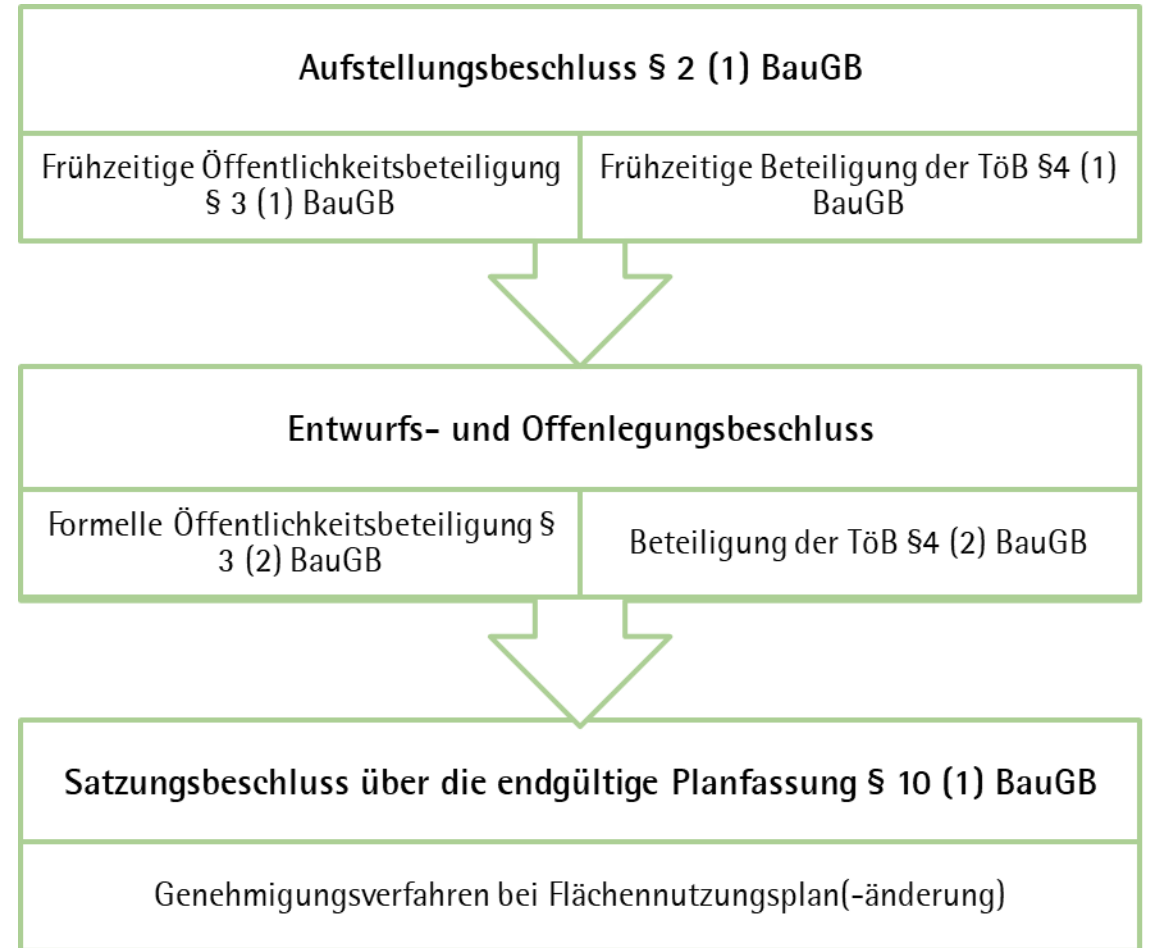 Aufstellungsbeschluss § 2 (1) BauGB
Frühzeitige Öffentlichkeitsbeteiligung
§ 3 (1) BauGB
Frühzeitige Beteiligung der TöB §4 (1)
BauGB
Entwurfs- und Offenlegungsbeschluss
Formelle Öffentlichkeitsbeteiligung §
3 (2) BauGB
Beteiligung der TöB §4 (2) BauGB
Satzungsbeschluss über die endgültige Planfassung § 10 (1) BauGB
Genehmigungsverfahren bei Flächennutzungsplan(-änderung)